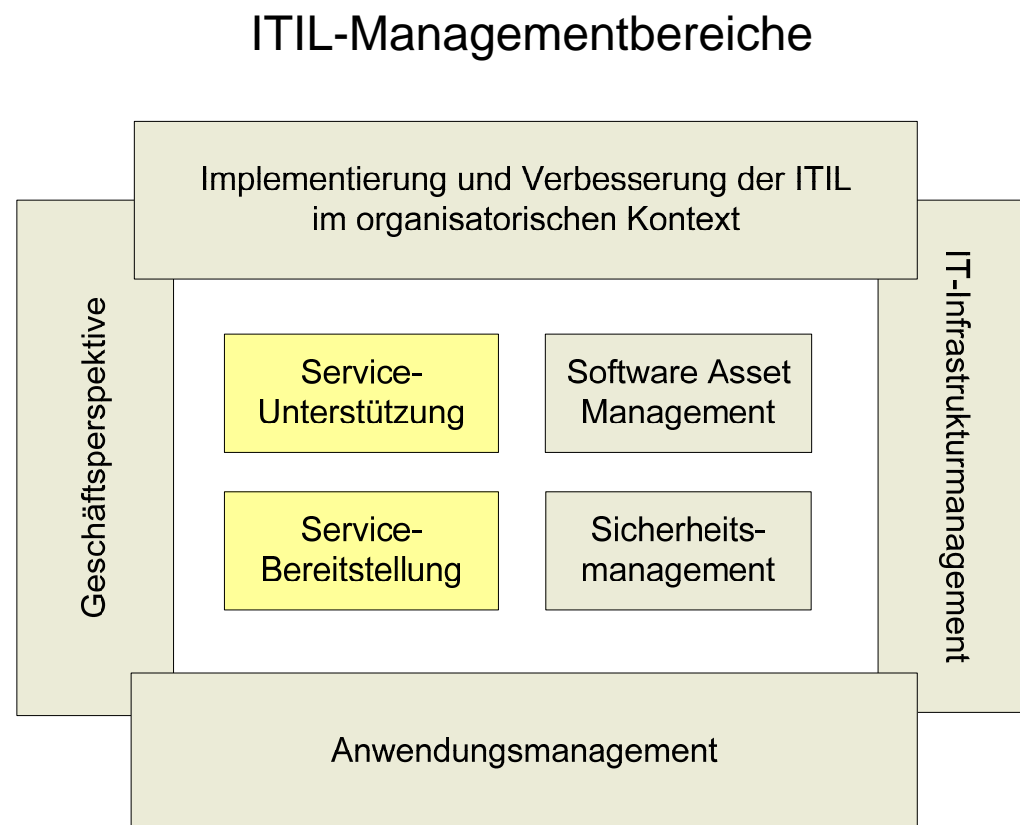 ITIL-Managementbereiche
Implementierung und Verbesserung der ITIL
im organisatorischen Kontext
Geschäftsperspektive
Service-
Unterstützung
Software Asset
Management
Service-
Bereitstellung
Sicherheits-
management
IT-Infrastrukturmanagement
Anwendungsmanagement